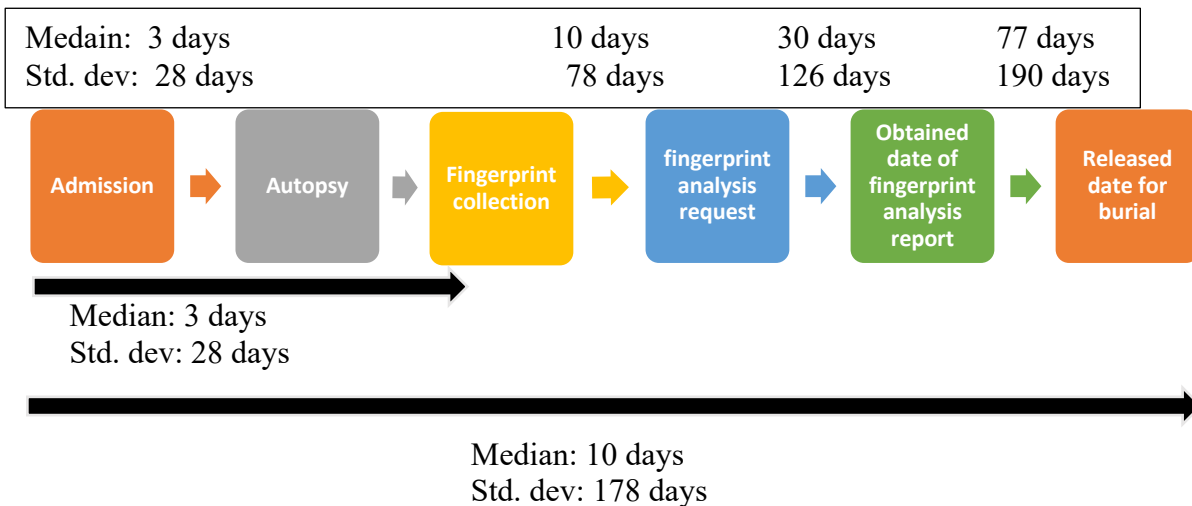 Medain: 3 days 10 days 30 days 77 days
Std. dev: 28 days 78 days 126 days 190 days
Admission
Autopsy
Fingerprint
collection
fingerprint
analysis
request
Obtained
date of
fingerprint
analysis
report
Released
date for
burial
Median: 3 days
Std. dev: 28 days
Median: 10 days
Std. dev: 178 days